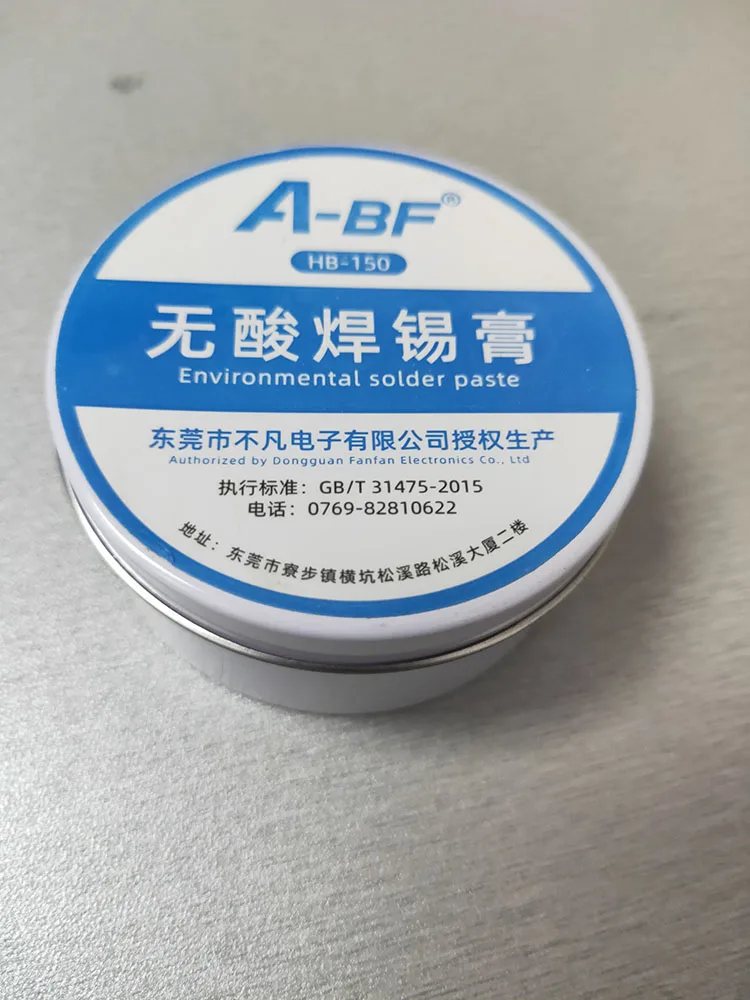 A-BF®
HB-150
无酸焊锡膏
Environmental solder paste
东莞市不凡电子有限公司授权生产
Authorized by Dongguan Fanfan Electronics Co., Ltd
执行标准：GB/T 31475-2015
电话：0769-82810622
地址：东莞市寮步镇横坑松溪路松溪大厦二楼